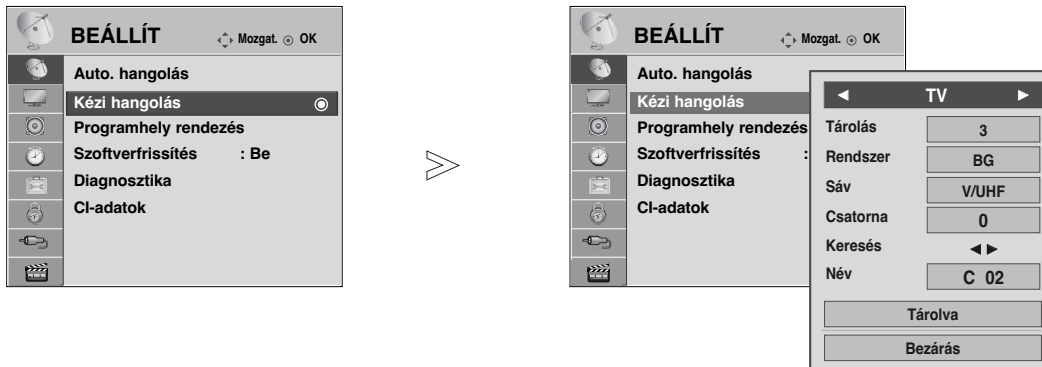 BEÁLLÍT Mozgat. OK
Auto. hangolás
Kézi hangolás
Programhely rendezés
Szoftverfrissítés : Be
Diagnosztika
CI-adatok
BEÁLLÍT Mozgat. OK
Auto. hangolás
Kézi hangolás
Programhely rendezés
Szoftverfrissítés :
Diagnosztika
CI-adatok
◄ TV ►
Tárolás 3
Rendszer BG
Sáv V/UHF
Csatorna 0
Keresés ◄►
Név C 02
Tárolva
Bezárás